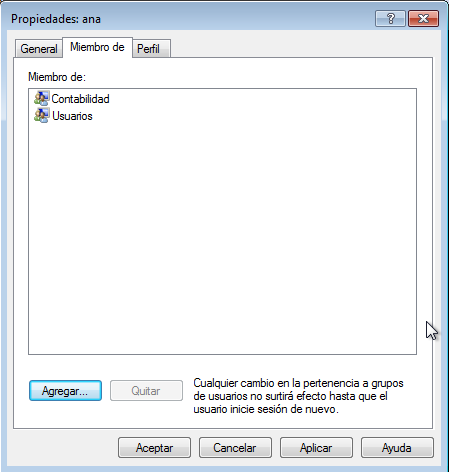 Propiedades: ana
General
Miembro de
Perfil
Miembro de:
Contabilidad
Usuarios
Agregar...
Quitar
Cualquier cambio en la pertenencia a grupos
de usuarios no surtirá efecto hasta que el
usuario inicie sesión de nuevo.
Aceptar
Cancelar
Aplicar
Ayuda